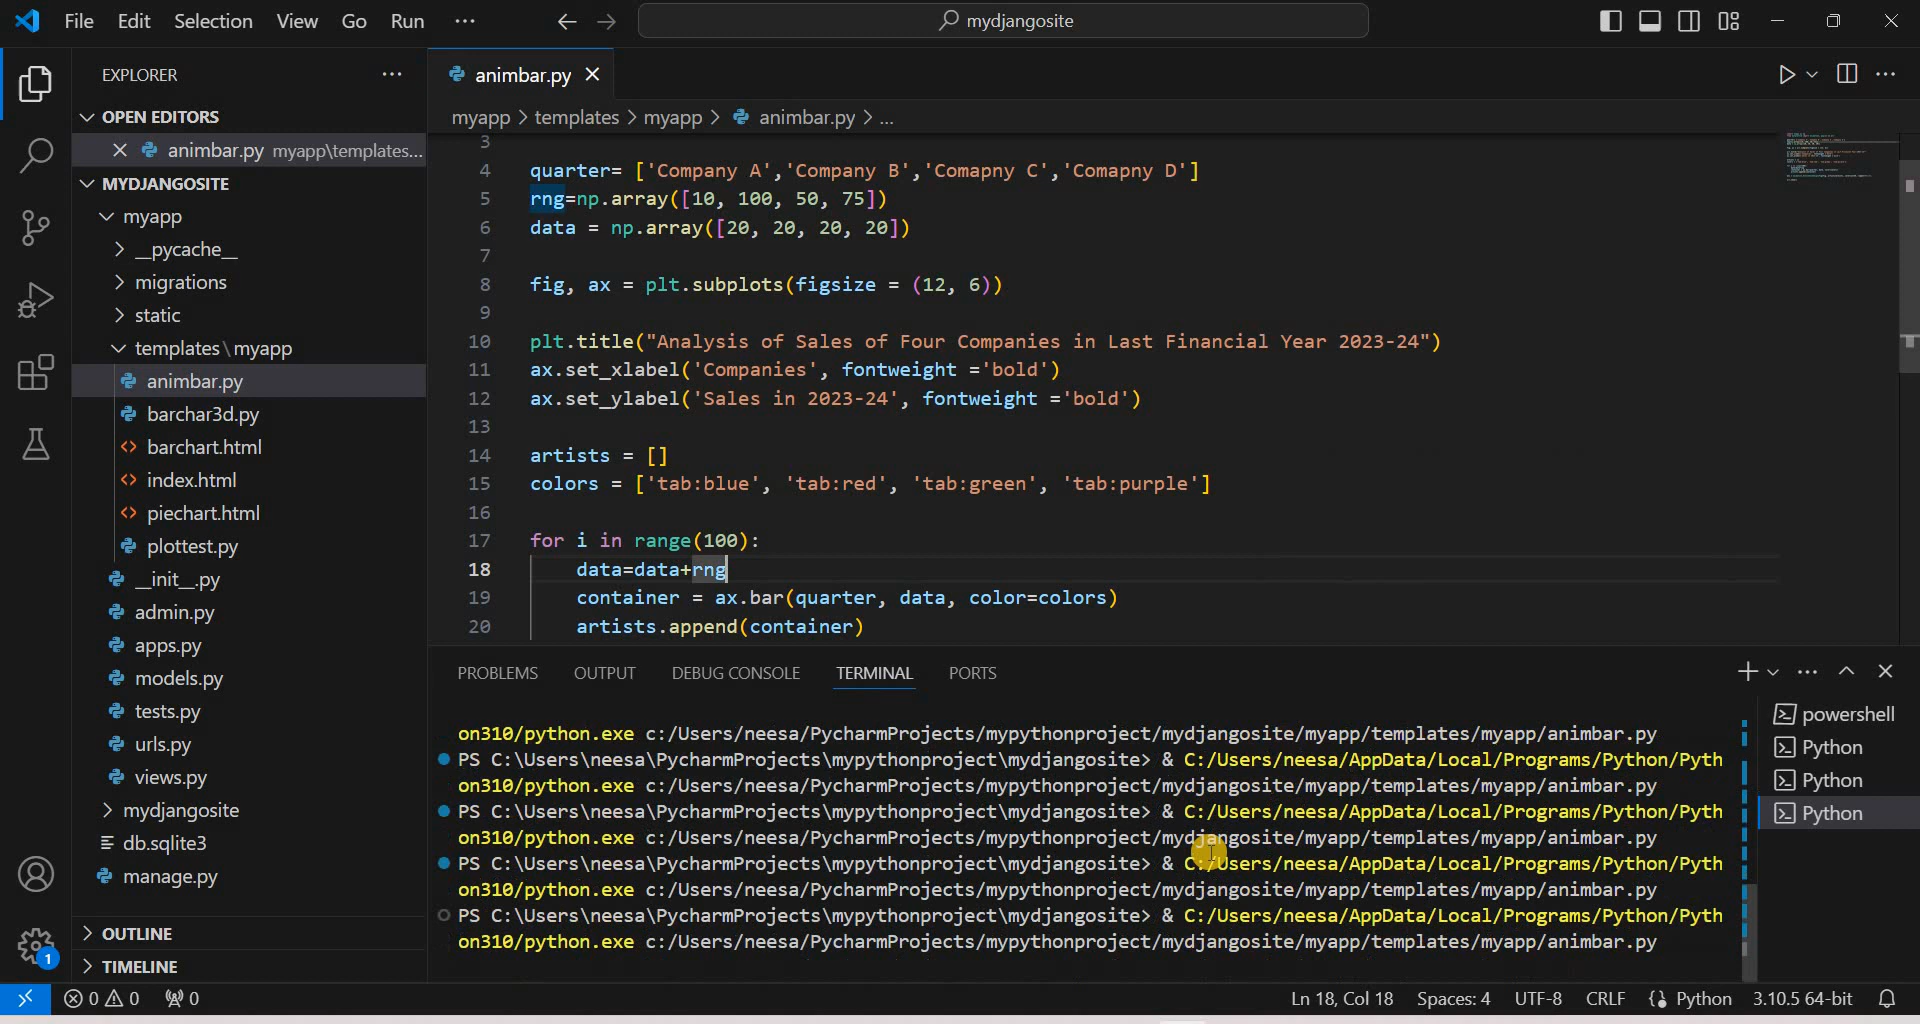 File Edit Selection View Go Run ···
mydjangosite
EXPLORER
OPEN EDITORS
animbar.py myapp\templates...
MYDJANGOSITE
myapp
__pycache__
migrations
static
templates\myapp
animbar.py
barchar3d.py
barchart.html
index.html
piechart.html
plottest.py
__init__.py
admin.py
apps.py
models.py
tests.py
urls.py
views.py
mydjangosite
db.sqlite3
manage.py
OUTLINE
TIMELINE
1
animbar.py
myapp > templates > myapp > animbar.py > ...
3
4 quarter= ['Company A','Company B','Comapny C','Comapny D']
5 rng=np.array([10, 100, 50, 75])
6 data = np.array([20, 20, 20, 20])
7
8 fig, ax = plt.subplots(figsize = (12, 6))
9
10 plt.title("Analysis of Sales of Four Companies in Last Financial Year 2023-24")
11 ax.set_xlabel('Companies', fontweight ='bold')
12 ax.set_ylabel('Sales in 2023-24', fontweight ='bold')
13
14 artists = []
15 colors = ['tab:blue', 'tab:red', 'tab:green', 'tab:purple']
16
17 for i in range(100):
18 data=data+rng
19 container = ax.bar(quarter, data, color=colors)
20 artists.append(container)
PROBLEMS OUTPUT DEBUG CONSOLE TERMINAL PORTS
on310/python.exe c:/Users/neesa/PycharmProjects/mypythonproject/mydjangosite/myapp/templates/myapp/animbar.py
PS C:\Users\neesa\PycharmProjects\mypythonproject\mydjangosite> & C:/Users/neesa/AppData/Local/Programs/Python/Pyth
on310/python.exe c:/Users/neesa/PycharmProjects/mypythonproject/mydjangosite/myapp/templates/myapp/animbar.py
PS C:\Users\neesa\PycharmProjects\mypythonproject\mydjangosite> & C:/Users/neesa/AppData/Local/Programs/Python/Pyth
on310/python.exe c:/Users/neesa/PycharmProjects/mypythonproject/mydjangosite/myapp/templates/myapp/animbar.py
PS C:\Users\neesa\PycharmProjects\mypythonproject\mydjangosite> & C:/Users/neesa/AppData/Local/Programs/Python/Pyth
on310/python.exe c:/Users/neesa/PycharmProjects/mypythonproject/mydjangosite/myapp/templates/myapp/animbar.py
PS C:\Users\neesa\PycharmProjects\mypythonproject\mydjangosite> & C:/Users/neesa/AppData/Local/Programs/Python/Pyth
on310/python.exe c:/Users/neesa/PycharmProjects/mypythonproject/mydjangosite/myapp/templates/myapp/animbar.py
powershell
Python
Python
Python
0 0 0
Ln 18, Col 18 Spaces: 4 UTF-8 CRLF Python 3.10.5 64-bit